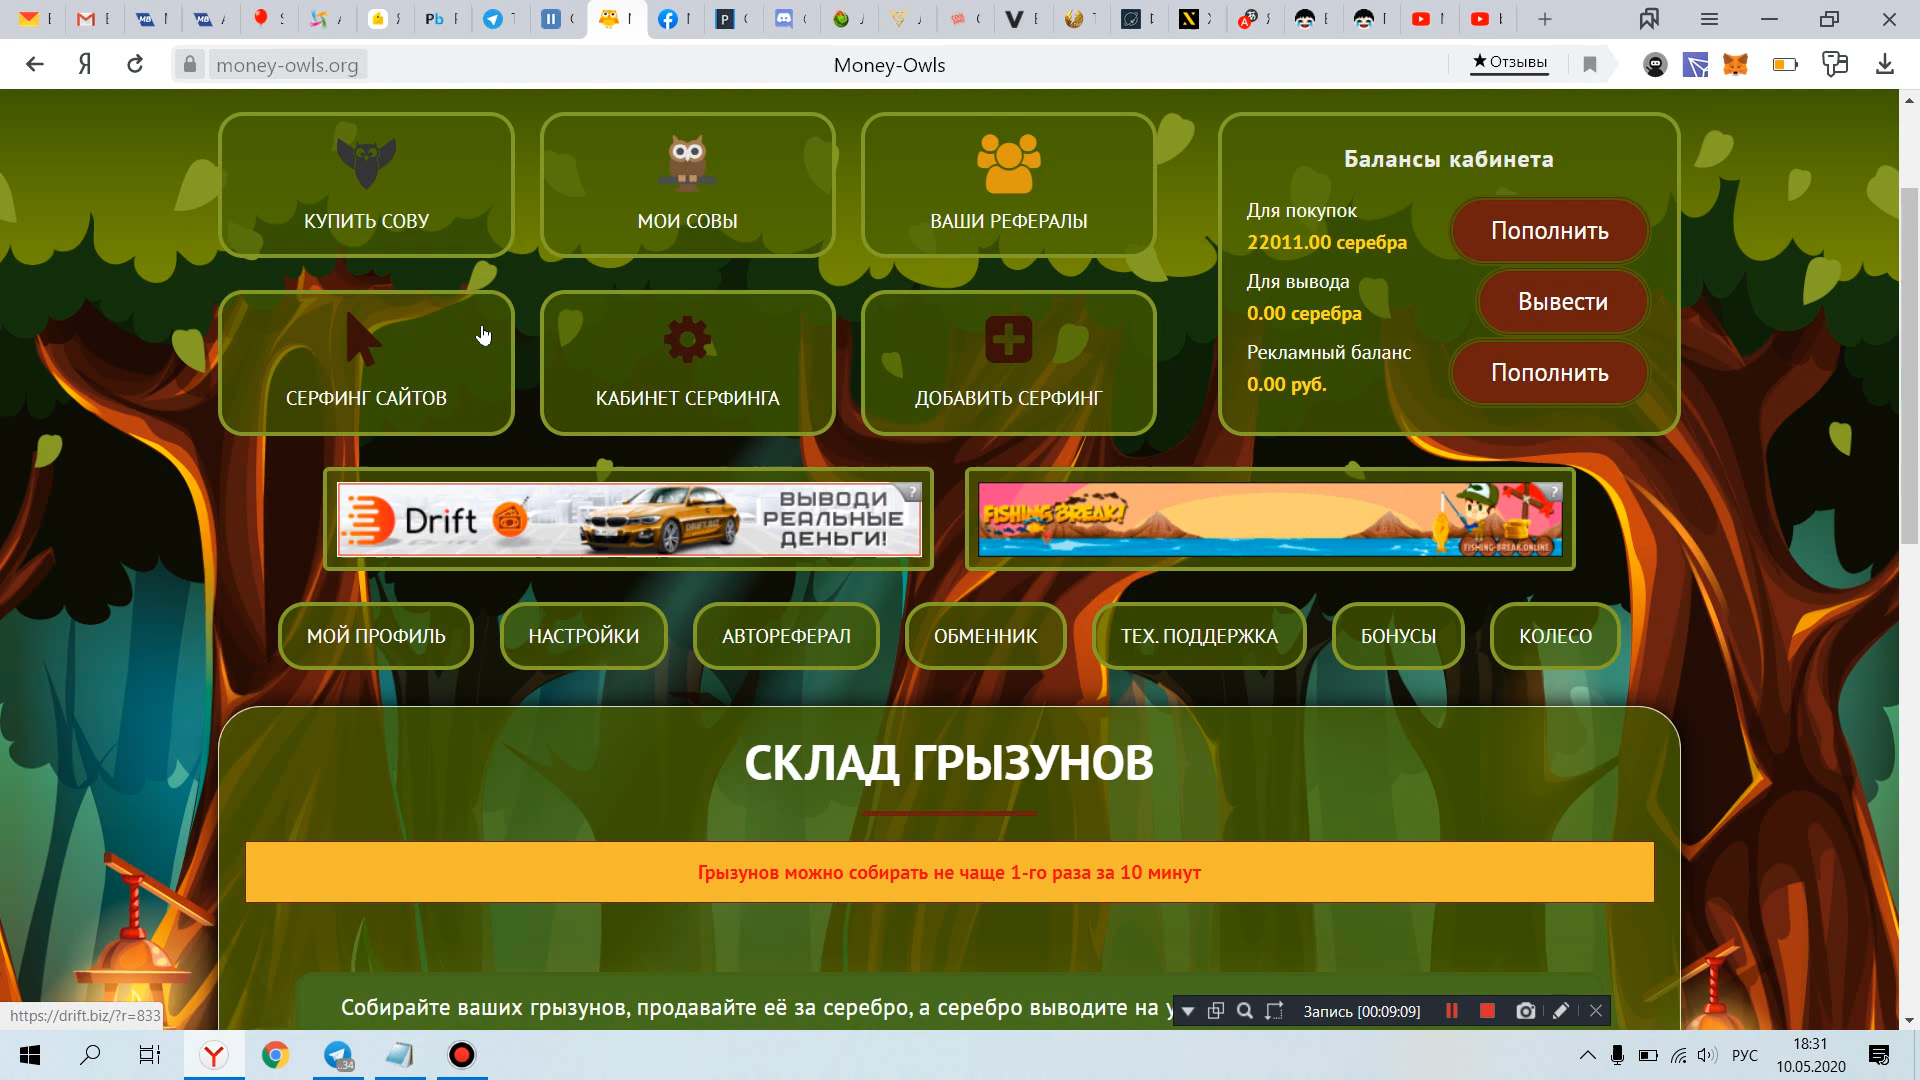 money-owls.org
Money-Owls
★ Отзывы
КУПИТЬ СОВУ
МОИ СОВЫ
ВАШИ РЕФЕРАЛЫ
СЕРФИНГ САЙТОВ
КАБИНЕТ СЕРФИНГА
ДОБАВИТЬ СЕРФИНГ
Балансы кабинета
Для покупок
22011.00 серебра
Пополнить
Для вывода
0.00 серебра
Вывести
Рекламный баланс
0.00 руб.
Пополнить
Drift
ВЫВОДИ
РЕАЛЬНЫЕ
ДЕНЬГИ!
FISHING BREAK!
FISHING-BREAK.ONLINE
МОЙ ПРОФИЛЬ
НАСТРОЙКИ
АВТОРЕФЕРАЛ
ОБМЕННИК
ТЕХ. ПОДДЕРЖКА
БОНУСЫ
КОЛЕСО
СКЛАД ГРЫЗУНОВ
Грызунов можно собирать не чаще 1-го раза за 10 минут
Собирайте ваших грызунов, продавайте её за серебро, а серебро выводите на у
https://drift.biz/?r=833
Запись [00:09:09]
РУС
18:31
10.05.2020